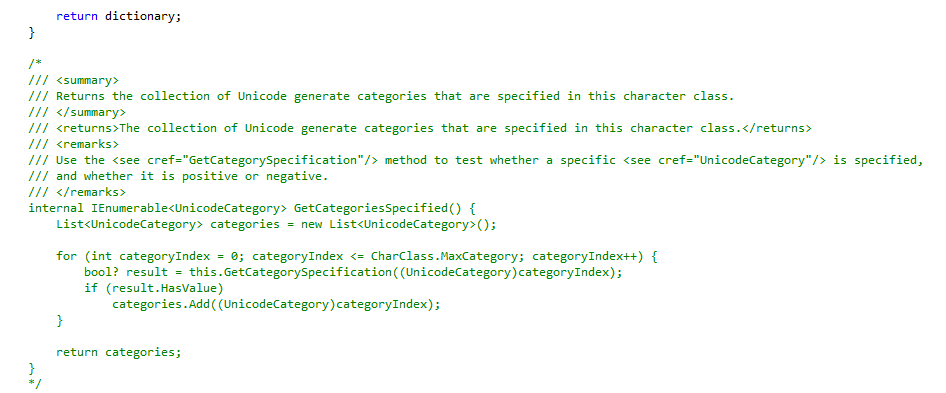 return dictionary;
}
/*
/// <summary>
/// Returns the collection of Unicode generate categories that are specified in this character class.
/// </summary>
/// <returns>The collection of Unicode generate categories that are specified in this character class.</returns>
/// <remarks>
/// Use the <see cref="GetCategorySpecification"/> method to test whether a specific <see cref="UnicodeCategory"/> is specified,
/// and whether it is positive or negative.
/// </remarks>
internal IEnumerable<UnicodeCategory> GetCategoriesSpecified() {
List<UnicodeCategory> categories = new List<UnicodeCategory>();
for (int categoryIndex = 0; categoryIndex <= CharClass.MaxCategory; categoryIndex++) {
bool? result = this.GetCategorySpecification((UnicodeCategory)categoryIndex);
if (result.HasValue)
categories.Add((UnicodeCategory)categoryIndex);
}
return categories;
}
*/